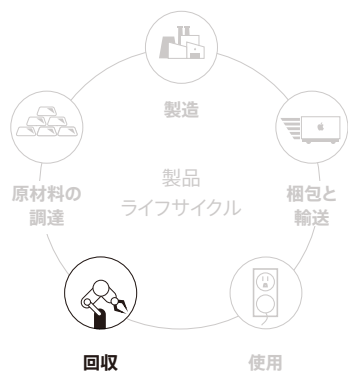 製造
原材料の
調達
製品
ライフサイクル
梱包と
輸送
回収
使用